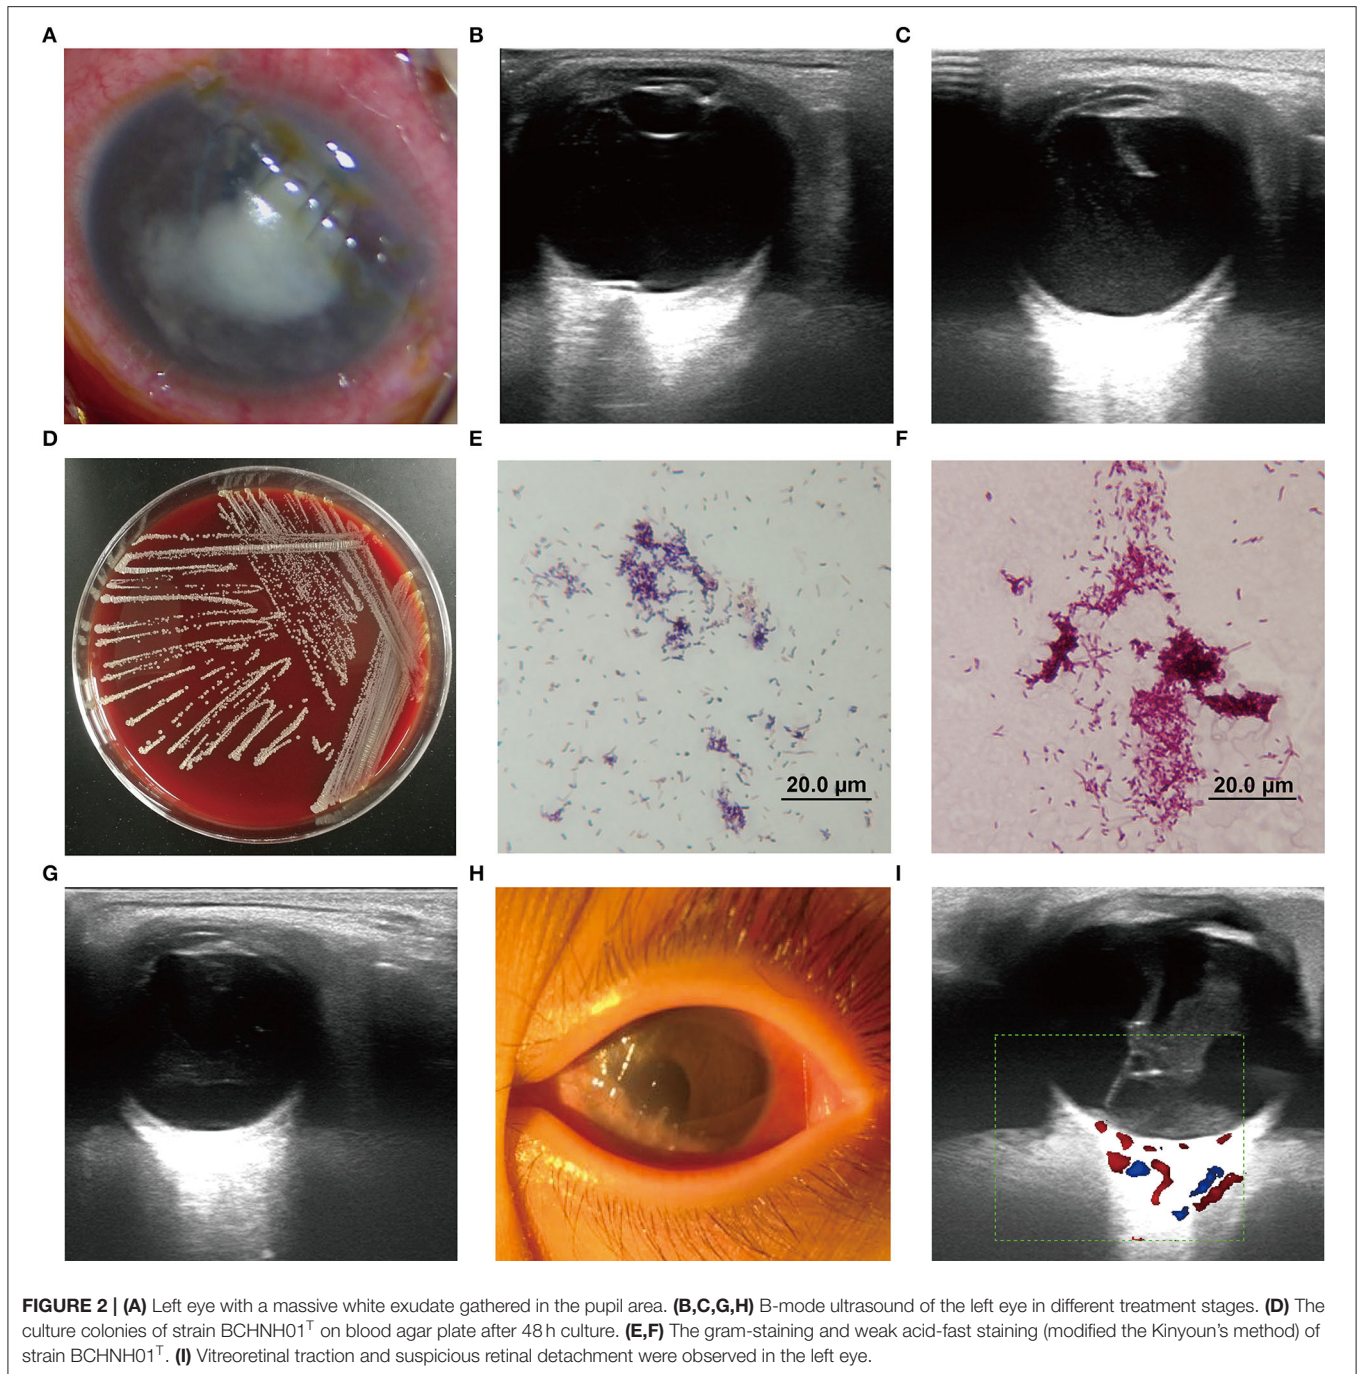 A
B
C
D
E
F
20.0 µm
20.0 µm
G
H
I
FIGURE 2 | (A) Left eye with a massive white exudate gathered in the pupil area. (B,C,G,H) B-mode ultrasound of the left eye in different treatment stages. (D) The
culture colonies of strain BCHNH01ᵀ on blood agar plate after 48 h culture. (E,F) The gram-staining and weak acid-fast staining (modified the Kinyoun's method) of
strain BCHNH01ᵀ. (I) Vitreoretinal traction and suspicious retinal detachment were observed in the left eye.